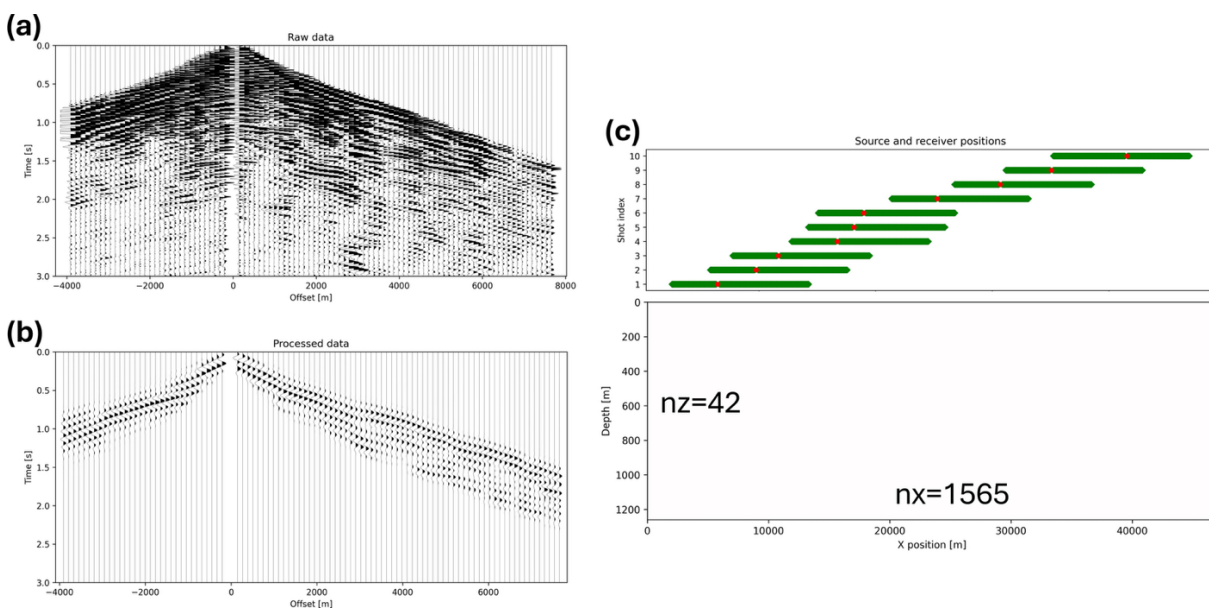 (a)
Raw data
0.0
0.5
1.0
1.5
2.0
2.5
3.0
Time [s]
−4000 −2000 0 2000 4000 6000 8000
Offset [m]
(b)
Processed data
0.0
0.5
1.0
1.5
2.0
2.5
3.0
Time [s]
−4000 −2000 0 2000 4000 6000
Offset [m]
(c)
Source and receiver positions
10
9
8
7
6
5
4
3
2
1
Shot index
0
200
400
600
800
1000
1200
Depth [m]
nz=42
nx=1565
0 10000 20000 30000 40000
X position [m]